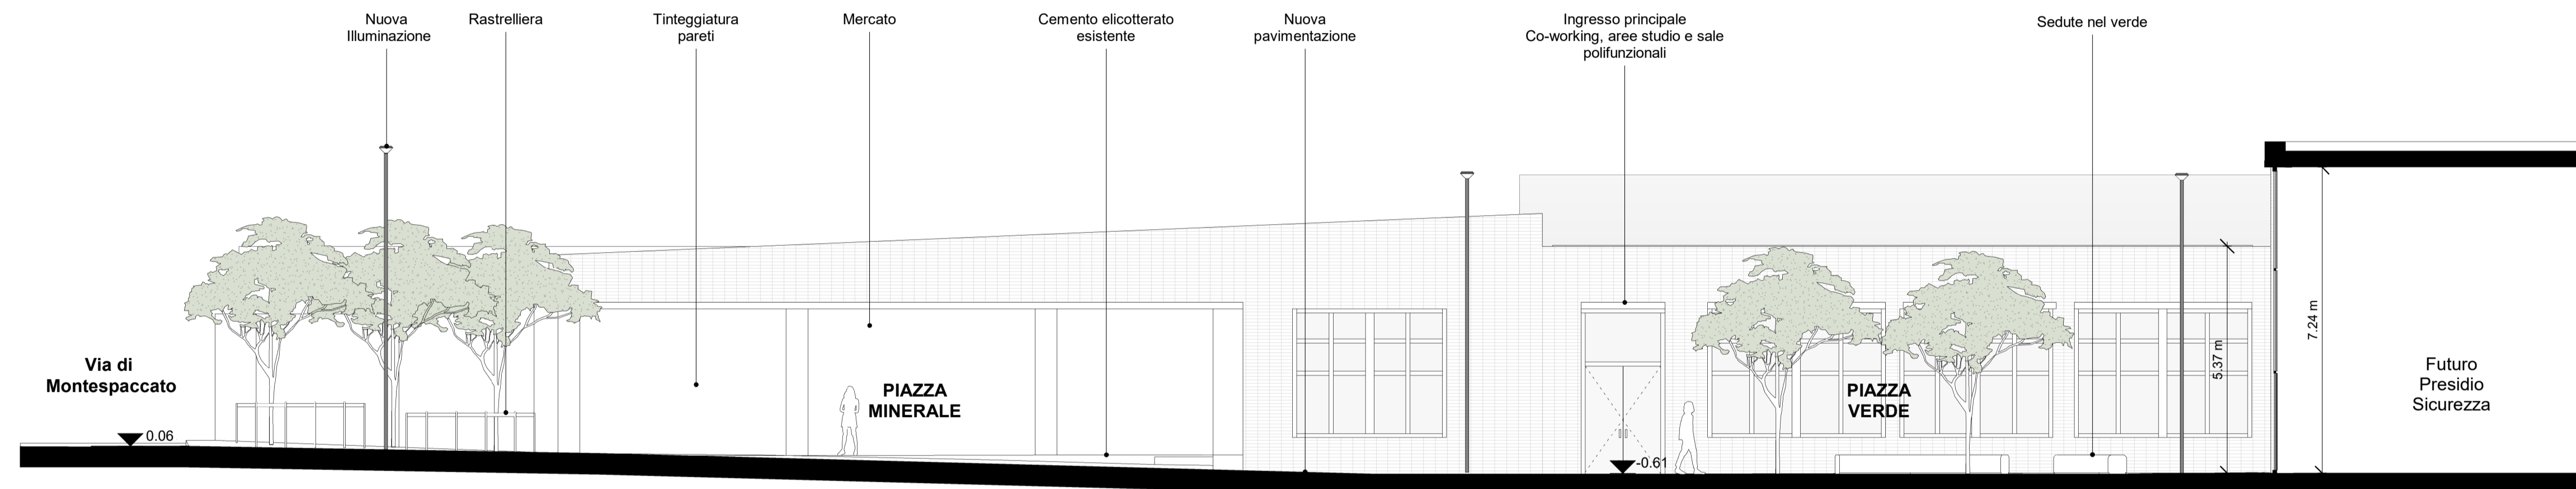 Nuova
Illuminazione
Rastrelliera
Tinteggiatura
pareti
Mercato
Cemento elicotterato
esistente
Nuova
pavimentazione
Ingresso principale
Co-working, aree studio e sale
polifunzionali
Sedute nel verde
Via di
Montespaccato
0.06
PIAZZA
MINERALE
-0.61
PIAZZA
VERDE
5.37 m
7.24 m
Futuro
Presidio
Sicurezza